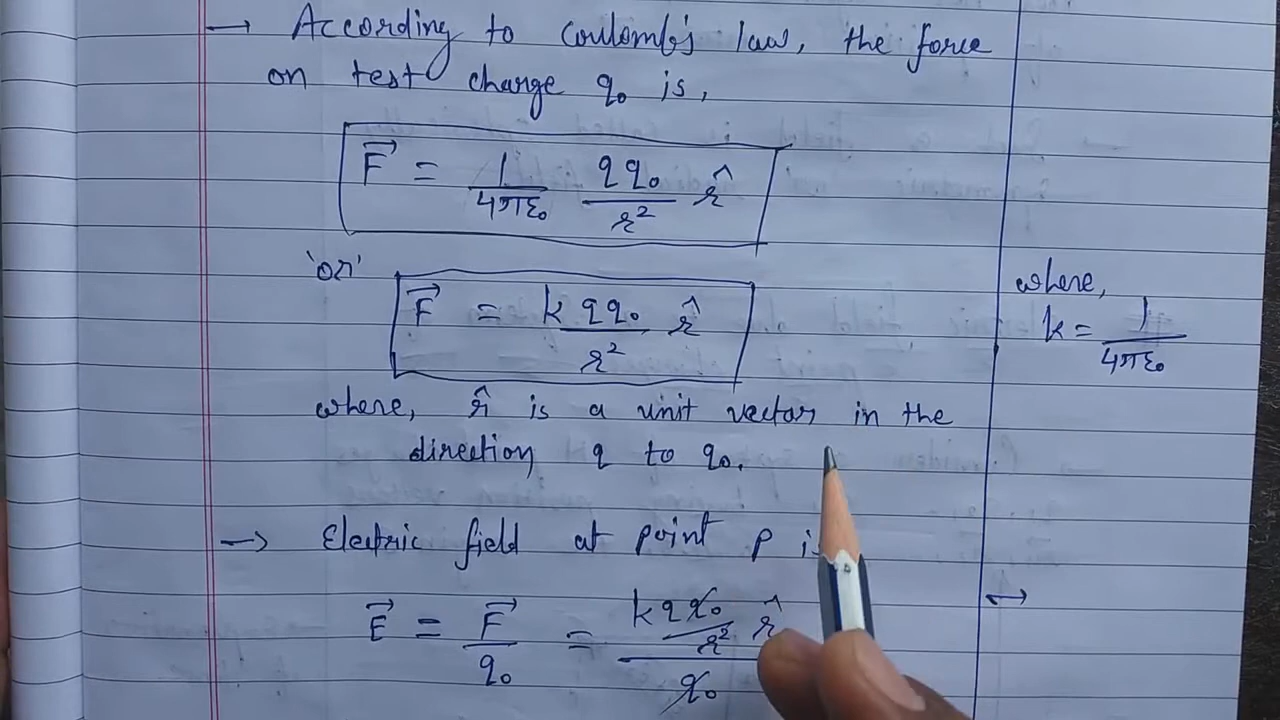 → According to Coulomb's law, the force
on test charge q₀ is,
F⃗ = 1/4πε₀ qq₀/r² r̂
'or'
F⃗ = k qq₀/r² r̂
where,
k = 1/4πε₀
where, r̂ is a unit vector in the
direction q to q₀.
→ Electric field at point P
E⃗ = F⃗/q₀ = k q q₀/r² r̂ / q₀